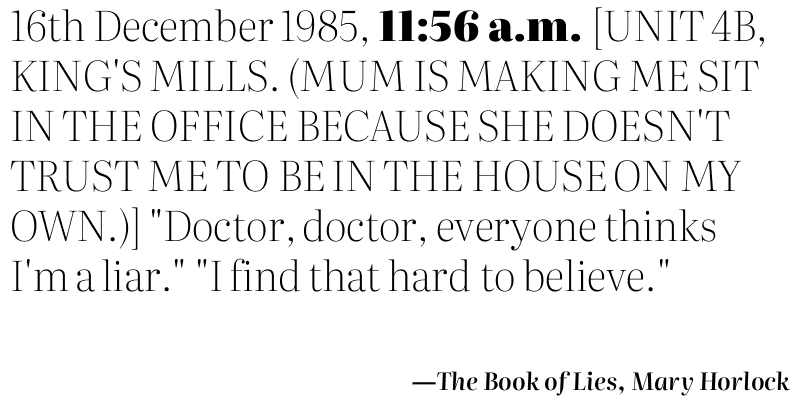 16th December 1985, 11:56 a.m. [UNIT 4B,
KING'S MILLS. (MUM IS MAKING ME SIT
IN THE OFFICE BECAUSE SHE DOESN'T
TRUST ME TO BE IN THE HOUSE ON MY
OWN.)] "Doctor, doctor, everyone thinks
I'm a liar." "I find that hard to believe."
—The Book of Lies, Mary Horlock